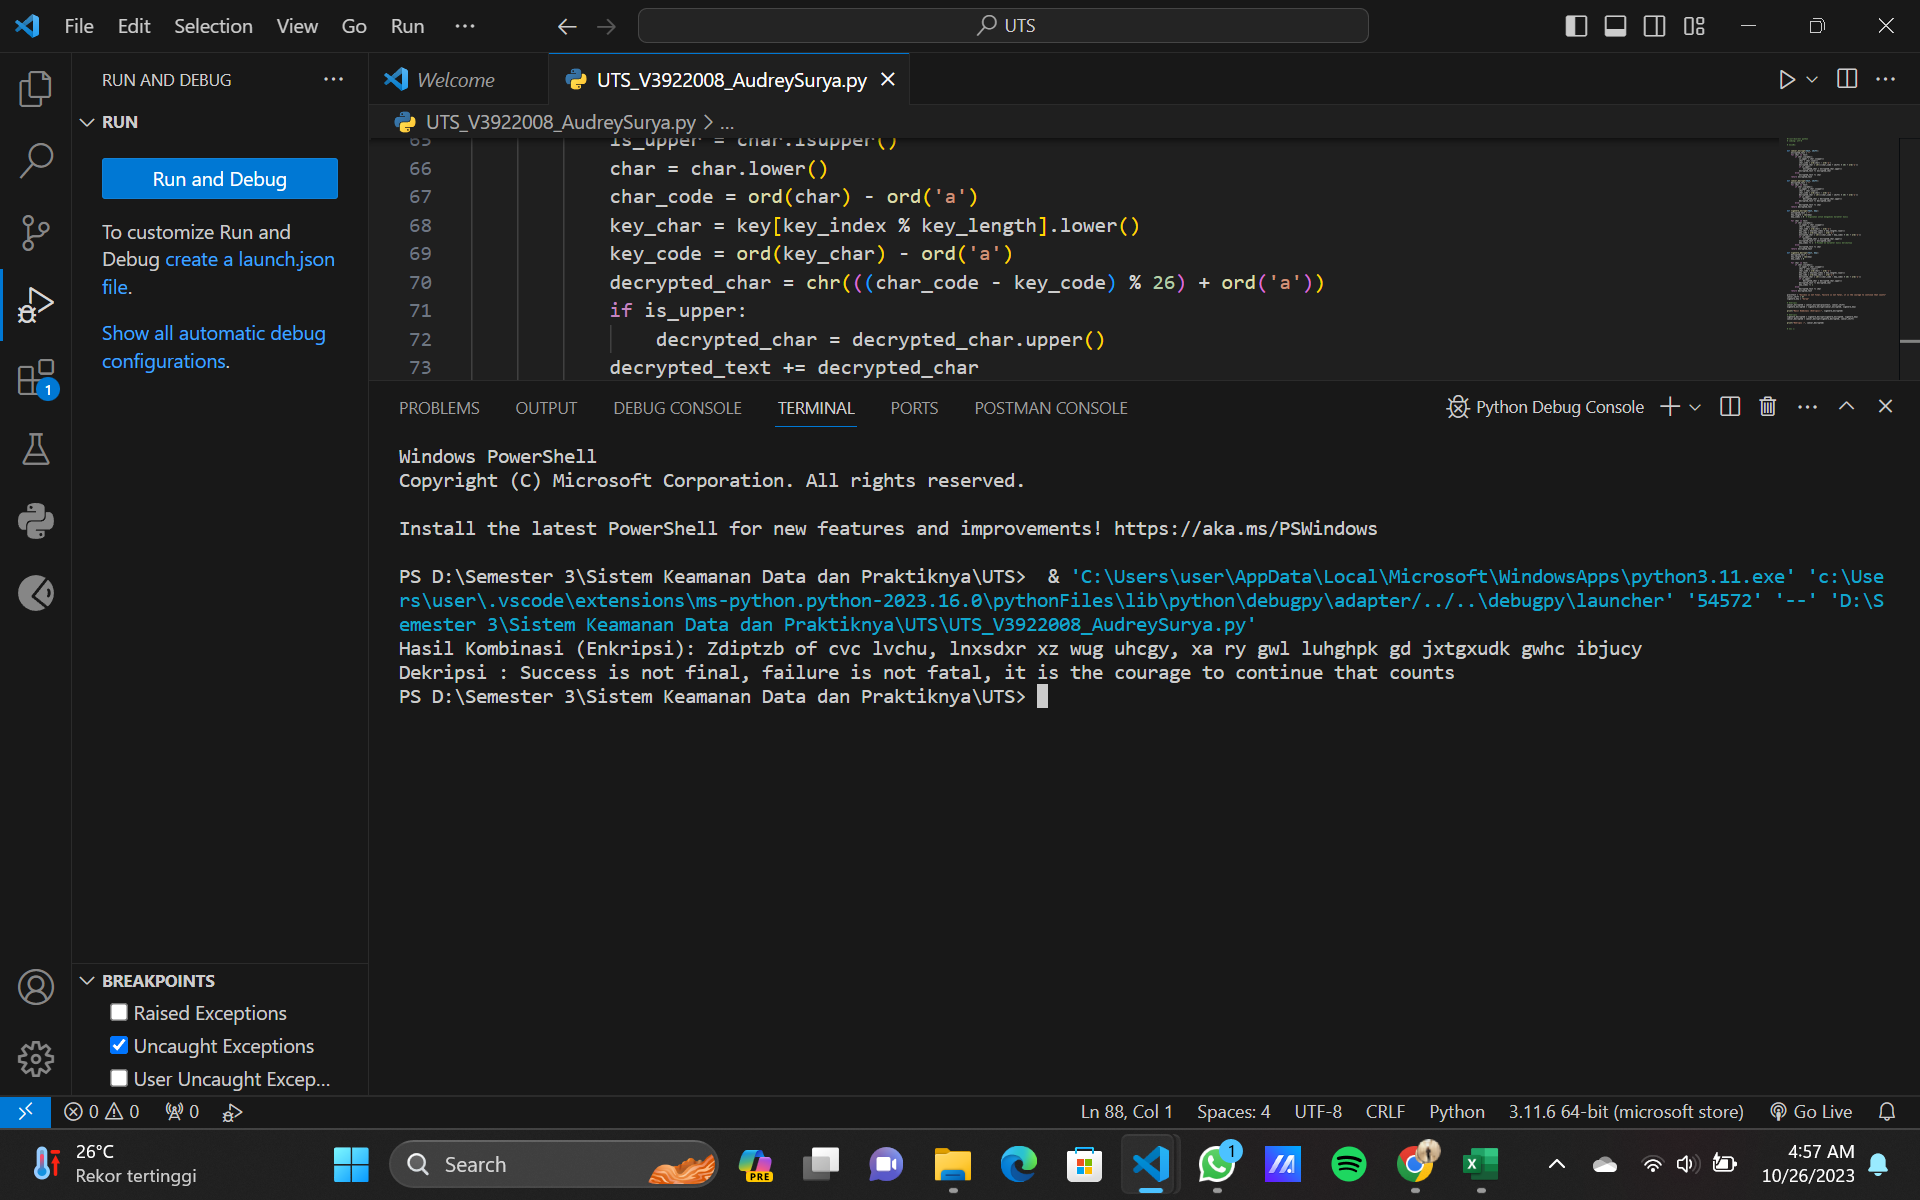 File Edit Selection View Go Run ···
UTS
RUN AND DEBUG
RUN
Run and Debug
To customize Run and
Debug create a launch.json
file.
Show all automatic debug
configurations.
1
Welcome
UTS_V3922008_AudreySurya.py
UTS_V3922008_AudreySurya.py > ...
65 is_upper = char.isupper()
66 char = char.lower()
67 char_code = ord(char) - ord('a')
68 key_char = key[key_index % key_length].lower()
69 key_code = ord(key_char) - ord('a')
70 decrypted_char = chr(((char_code - key_code) % 26) + ord('a'))
71 if is_upper:
72 decrypted_char = decrypted_char.upper()
73 decrypted_text += decrypted_char
PROBLEMS OUTPUT DEBUG CONSOLE TERMINAL PORTS POSTMAN CONSOLE
Python Debug Console
Windows PowerShell
Copyright (C) Microsoft Corporation. All rights reserved.
Install the latest PowerShell for new features and improvements! https://aka.ms/PSWindows
PS D:\Semester 3\Sistem Keamanan Data dan Praktiknya\UTS>  & 'C:\Users\user\AppData\Local\Microsoft\WindowsApps\python3.11.exe' 'c:\Use
rs\user\.vscode\extensions\ms-python.python-2023.16.0\pythonFiles\lib\python\debugpy\adapter/../..\debugpy\launcher' '54572' '--' 'D:\S
emester 3\Sistem Keamanan Data dan Praktiknya\UTS\UTS_V3922008_AudreySurya.py'
Hasil Kombinasi (Enkripsi): Zdiptzb of cvc lvchu, lnxsdxr xz wug uhcgy, xa ry gwl luhghpk gd jxtgxudk gwhc ibjucy
Dekripsi : Success is not final, failure is not fatal, it is the courage to continue that counts
PS D:\Semester 3\Sistem Keamanan Data dan Praktiknya\UTS>
BREAKPOINTS
Raised Exceptions
Uncaught Exceptions
User Uncaught Excep...
0 0 0
Ln 88, Col 1 Spaces: 4 UTF-8 CRLF Python 3.11.6 64-bit (microsoft store) Go Live
26°C
Rekor tertinggi
Search
PRE
1
4:57 AM
10/26/2023